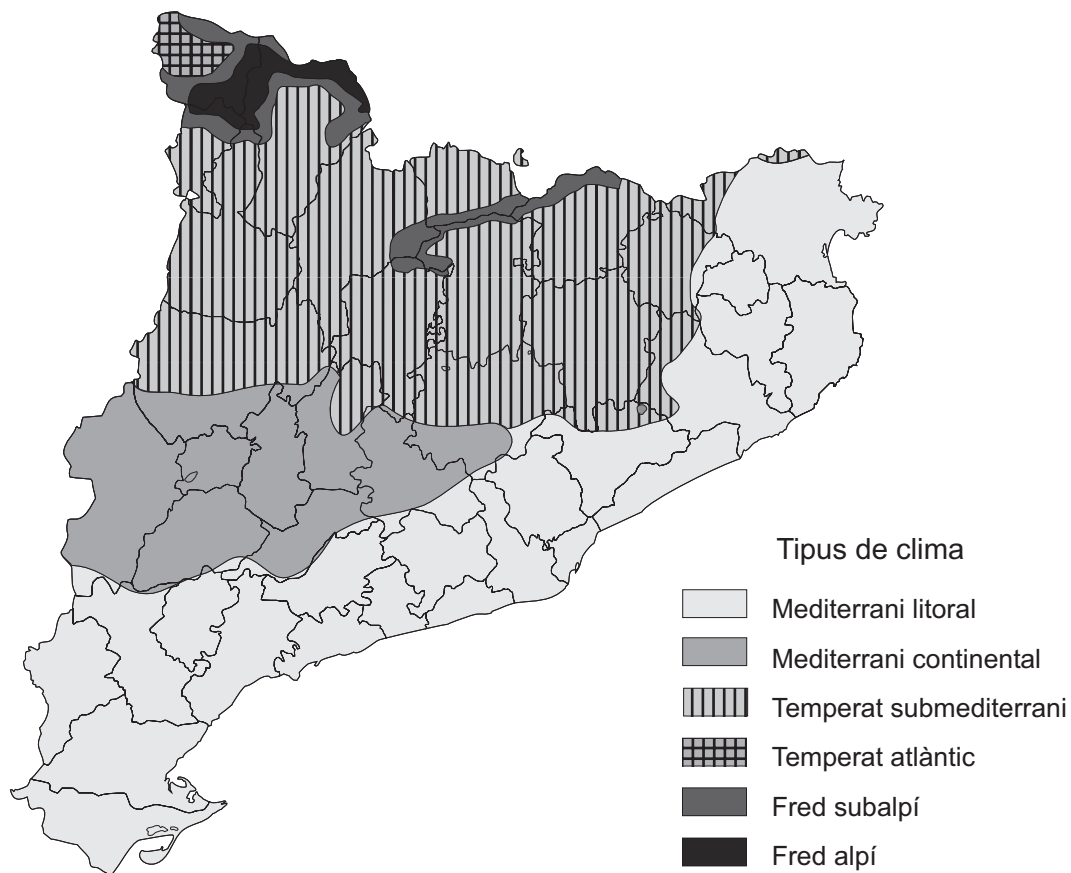 Tipus de clima
Mediterrani litoral
Mediterrani continental
Temperat submediterrani
Temperat atlàntic
Fred subalpí
Fred alpí